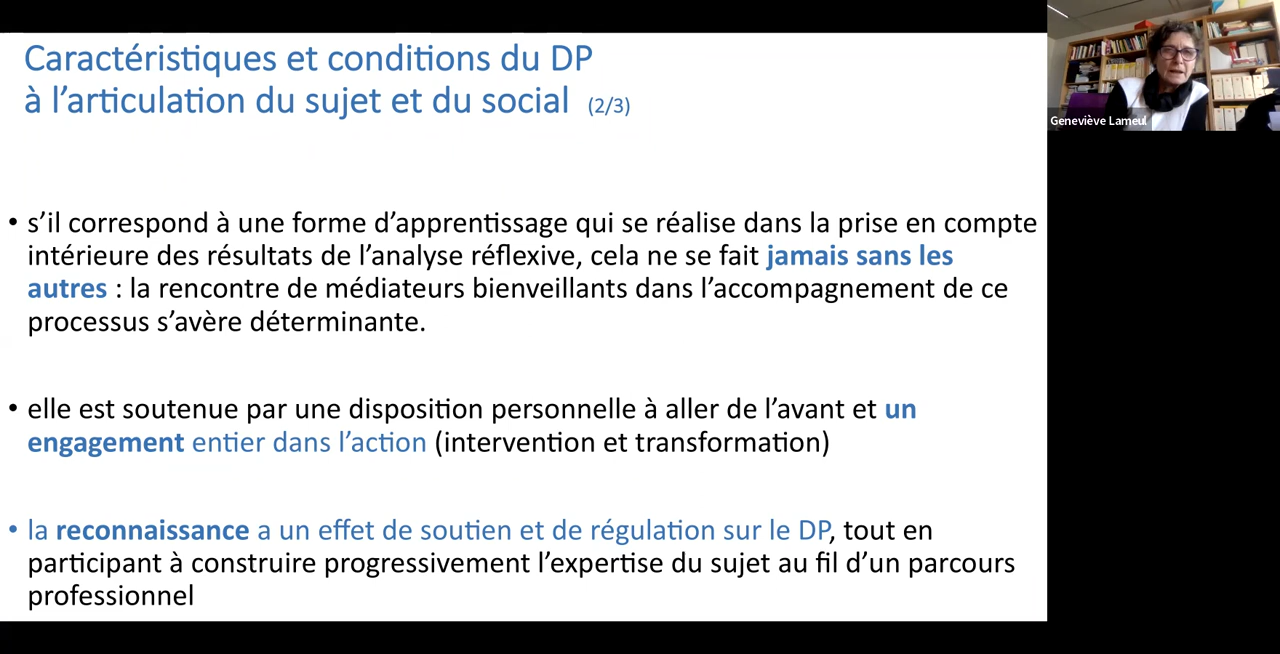 Caractéristiques et conditions du DP
à l’articulation du sujet et du social (2/3)
• s’il correspond à une forme d’apprentissage qui se réalise dans la prise en compte
intérieure des résultats de l’analyse réflexive, cela ne se fait jamais sans les
autres : la rencontre de médiateurs bienveillants dans l’accompagnement de ce
processus s’avère déterminante.
• elle est soutenue par une disposition personnelle à aller de l’avant et un
engagement entier dans l’action (intervention et transformation)
• la reconnaissance a un effet de soutien et de régulation sur le DP, tout en
participant à construire progressivement l’expertise du sujet au fil d’un parcours
professionnel
Geneviève Lameul